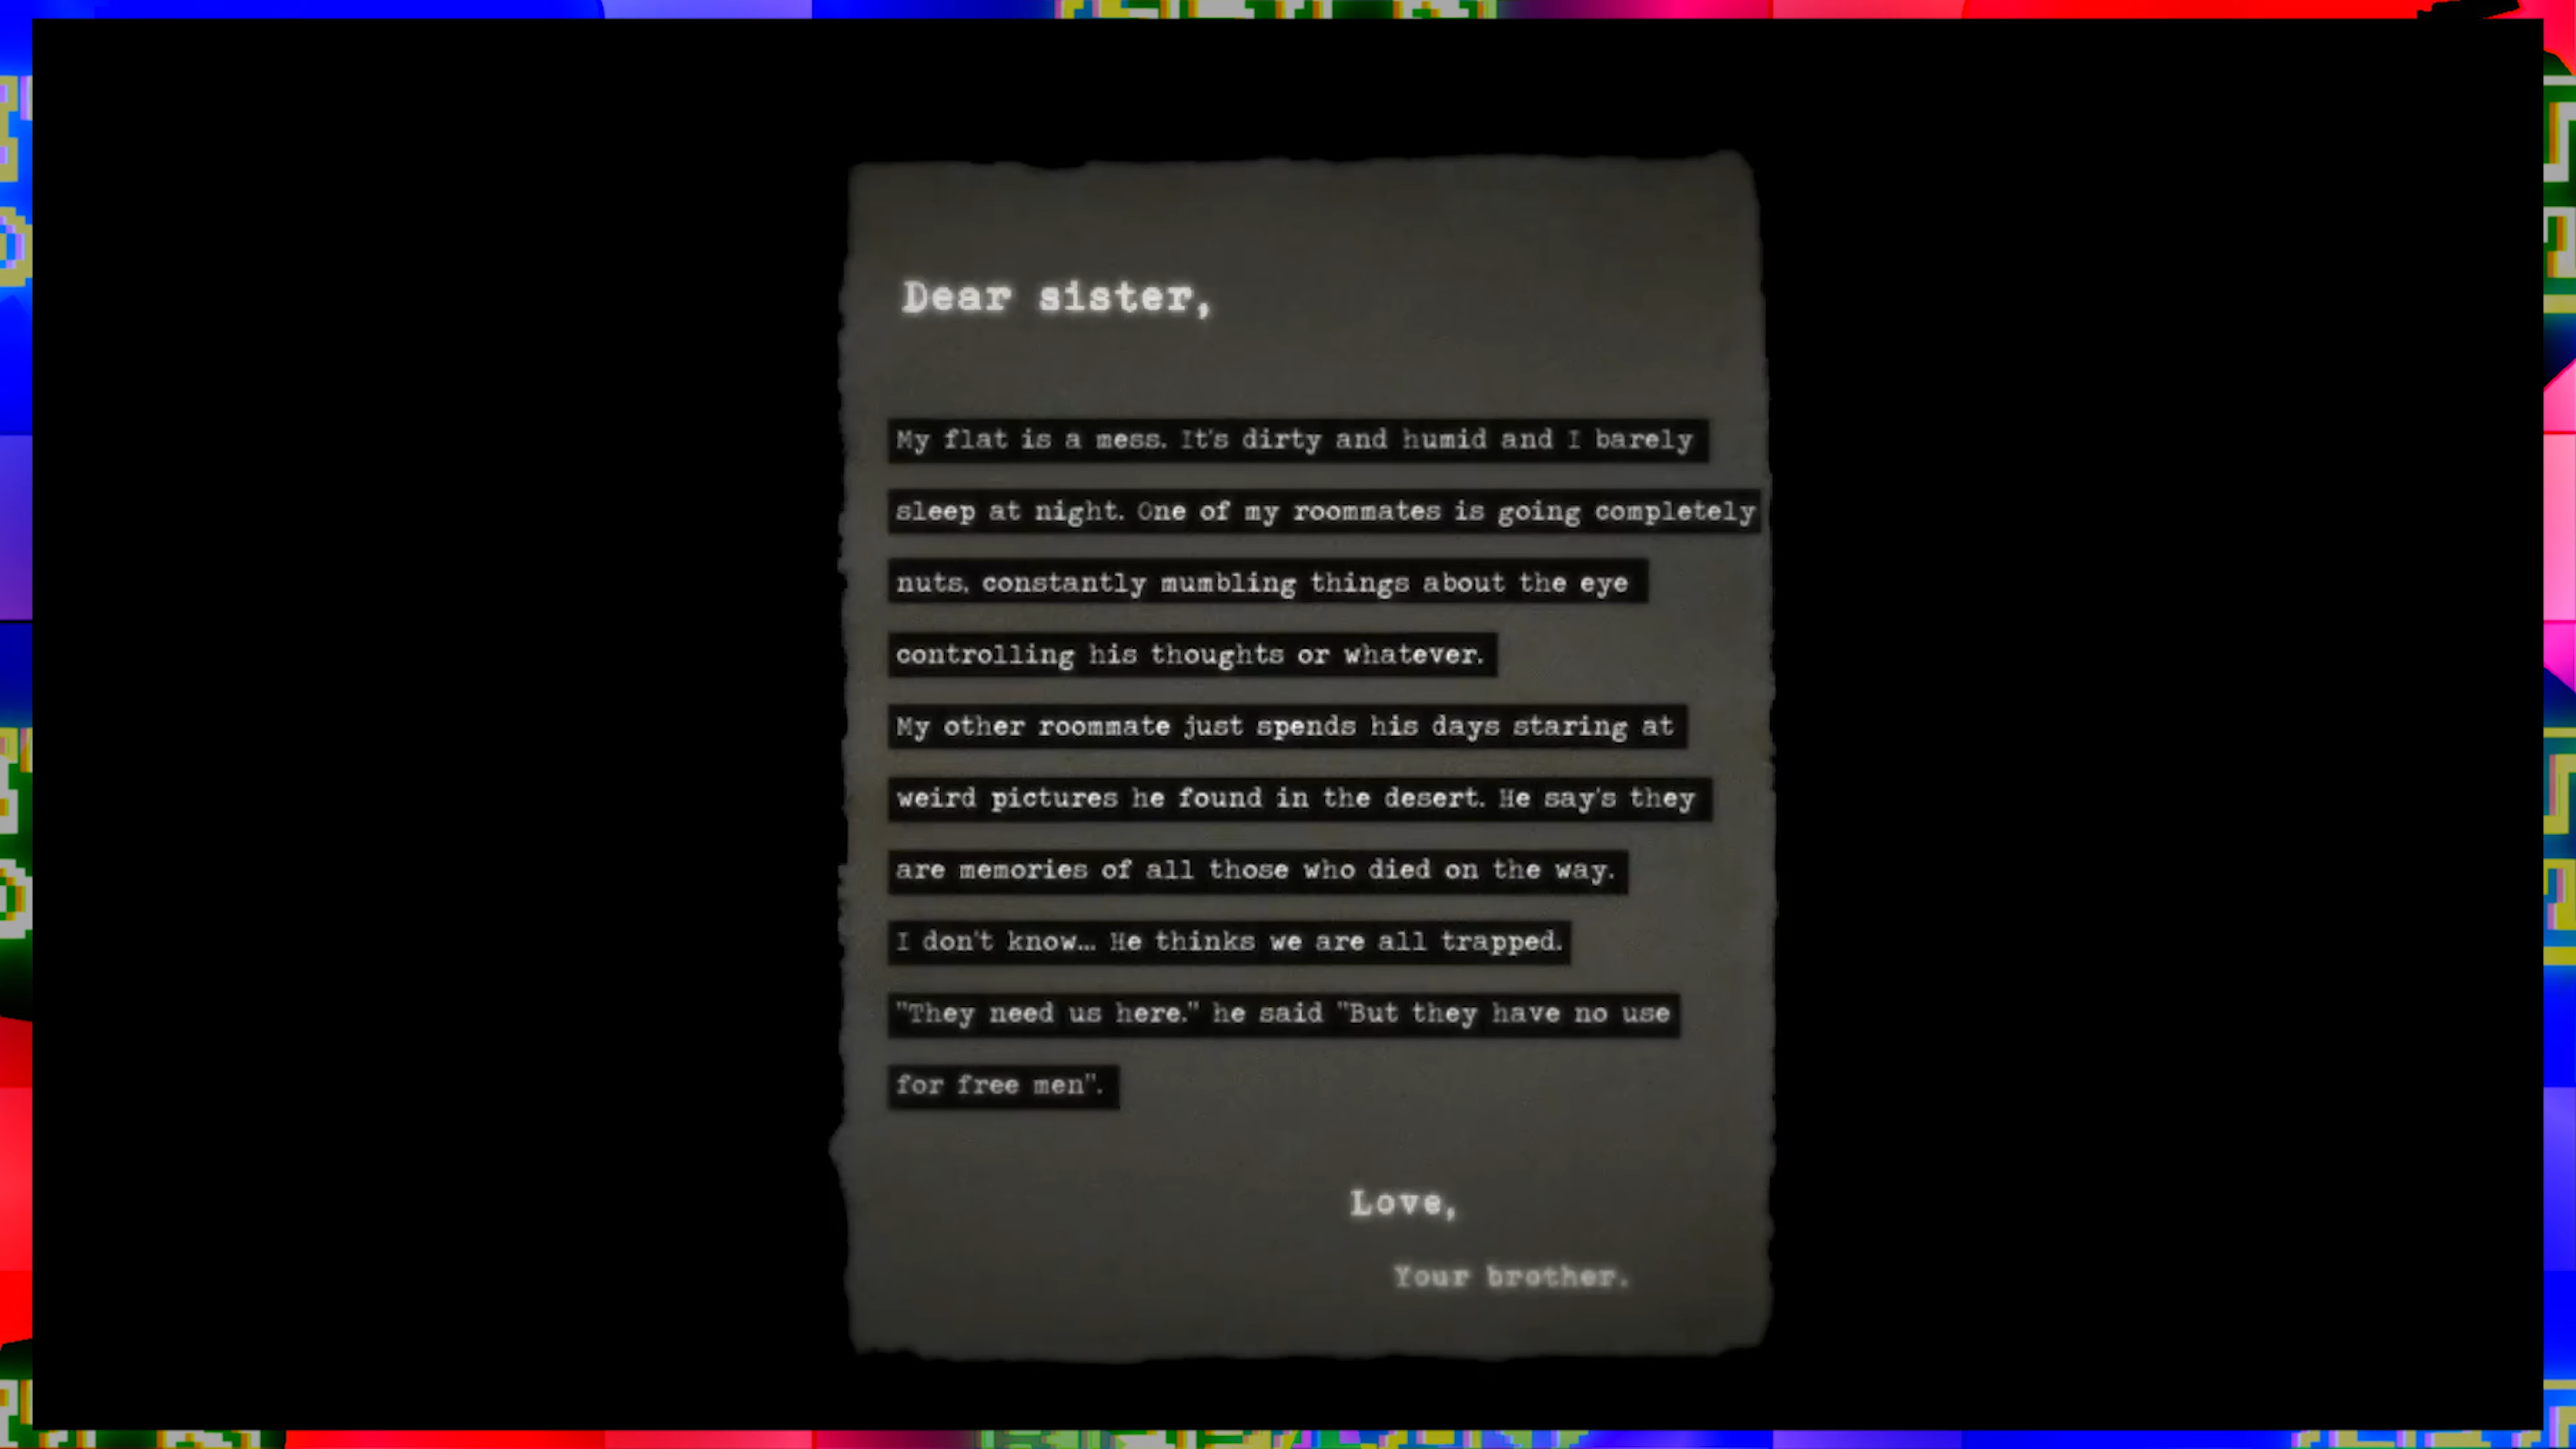 Dear sister,
My flat is a mess. It's dirty and humid and I barely
sleep at night. One of my roommates is going completely
nuts, constantly mumbling things about the eye
controlling his thoughts or whatever.
My other roommate just spends his days staring at
weird pictures he found in the desert. He say's they
are memories of all those who died on the way.
I don't know... He thinks we are all trapped.
"They need us here." he said "But they have no use
for free men".
Love,
Your brother.